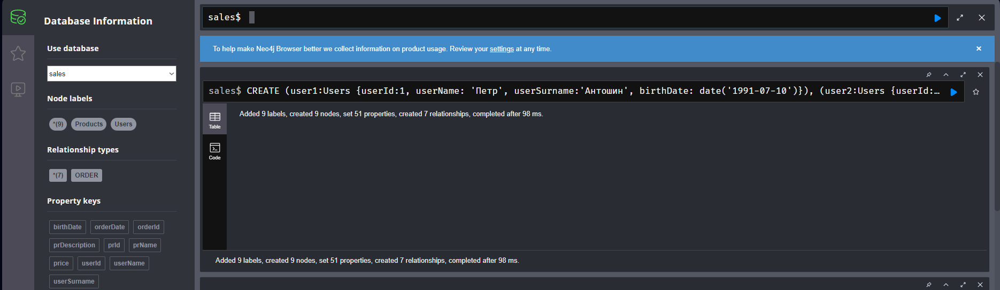 Database Information
Use database
sales
Node labels
*(9) Products Users
Relationship types
*(7) ORDER
Property keys
birthDate orderDate orderId
prDescription prId prName
price userId userName
userSurname
sales$
To help make Neo4j Browser better we collect information on product usage. Review your settings at any time.
sales$ CREATE (user1:Users {userId:1, userName: 'Петр', userSurname:'Антошин', birthDate: date('1991-07-10')}), (user2:Users {userId:…
Table
Added 9 labels, created 9 nodes, set 51 properties, created 7 relationships, completed after 98 ms.
Code
Added 9 labels, created 9 nodes, set 51 properties, created 7 relationships, completed after 98 ms.